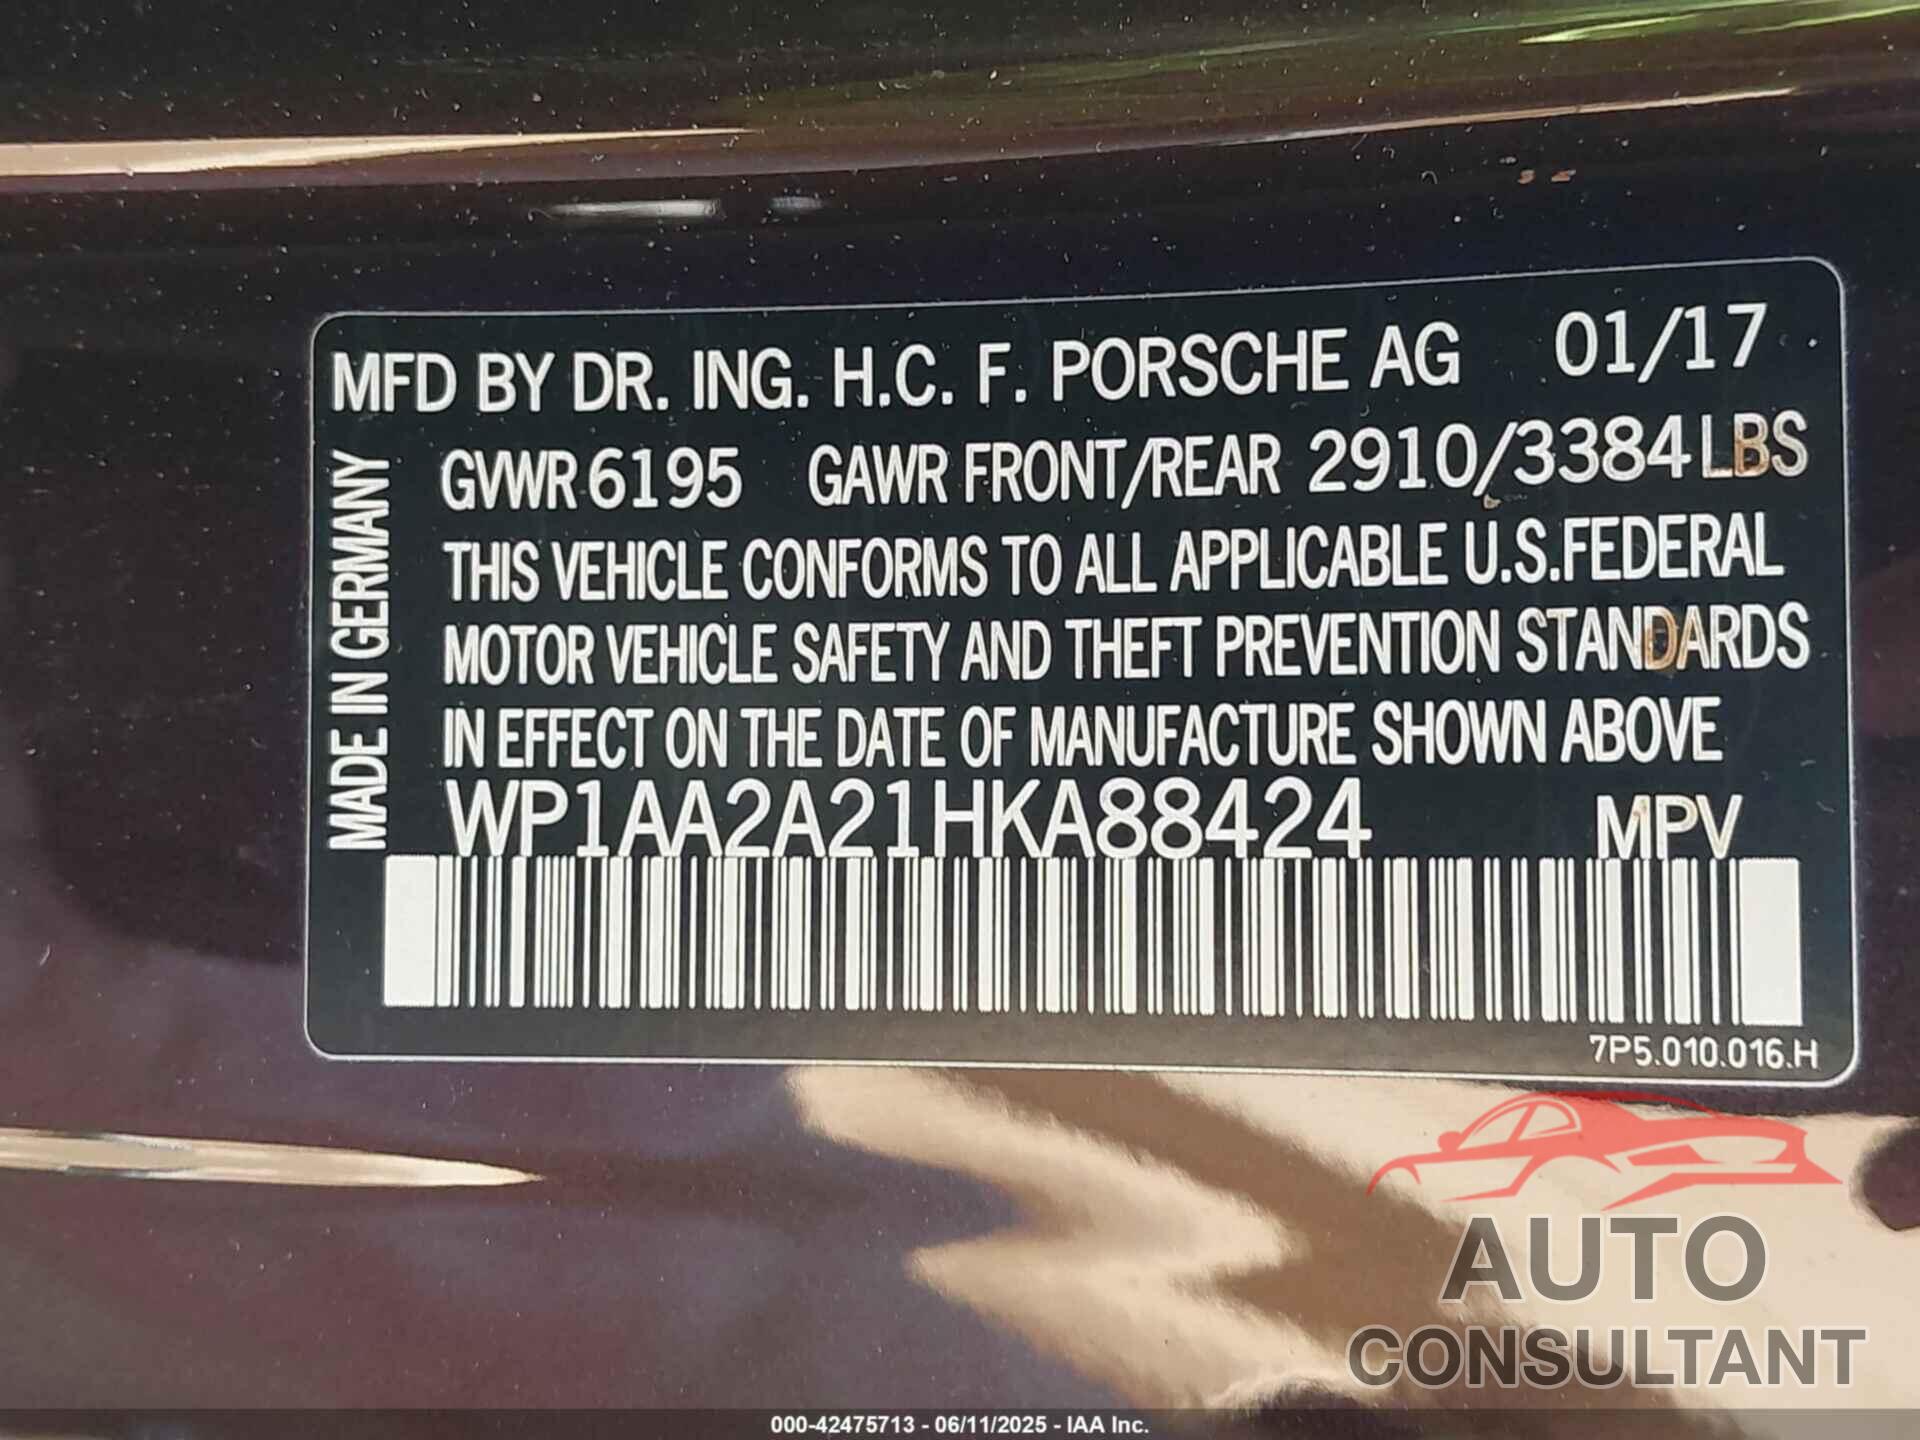 MFD BY DR. ING. H.C. F. PORSCHE AG 01/17
GVWR 6195 GAWR FRONT/REAR 2910/3384 LBS
THIS VEHICLE CONFORMS TO ALL APPLICABLE U.S.FEDERAL
MOTOR VEHICLE SAFETY AND THEFT PREVENTION STANDARDS
IN EFFECT ON THE DATE OF MANUFACTURE SHOWN ABOVE
WP1AA2A21HKA88424 MPV
MADE IN GERMANY
7P5.010.016.H
AUTO
CONSULTANT
000-42475713 - 06/11/2025 - IAA Inc.